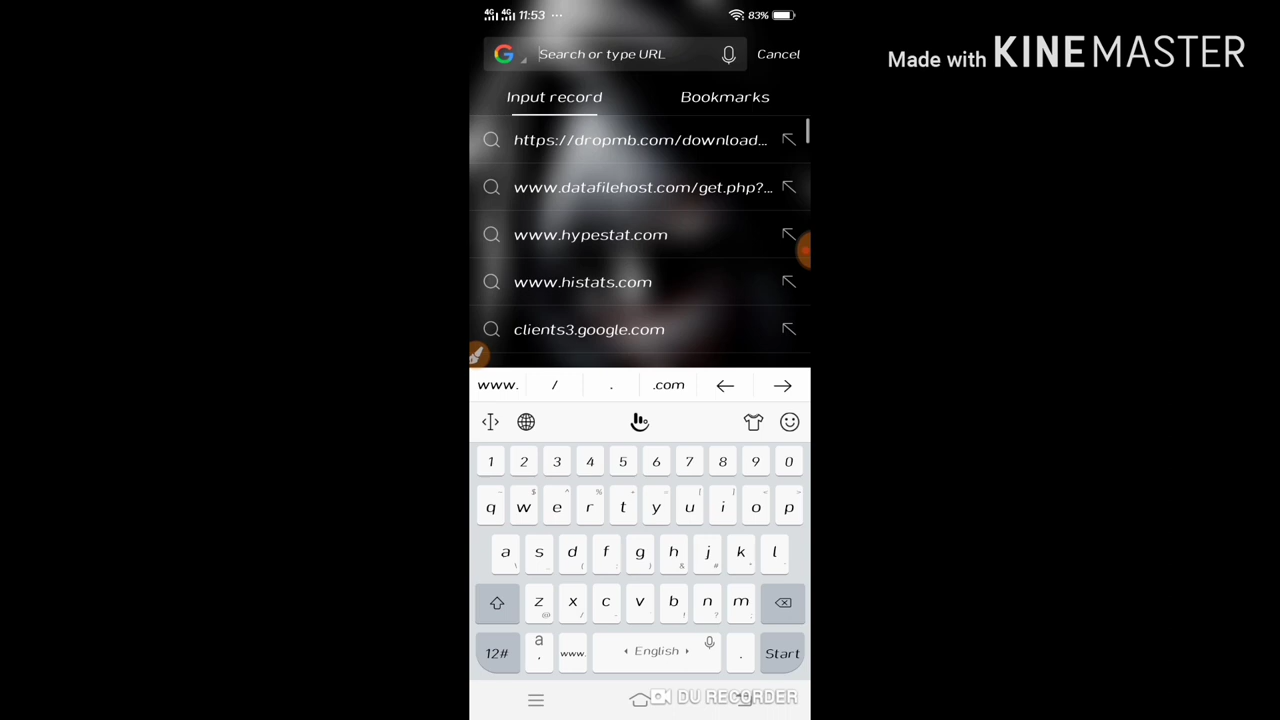 4G 4G 11:53 ... 83%
Made with KINEMASTER
Search or type URL Cancel
Input record Bookmarks
https://dropmb.com/download...
www.datafilehost.com/get.php?...
www.hypestat.com
www.histats.com
clients3.google.com
www. / . .com
1 2 3 4 5 6 7 8 9 0
q w e r t y u i o p
a s d f g h j k l
z x c v b n m
12# a , www. English . Start
DU RECORDER